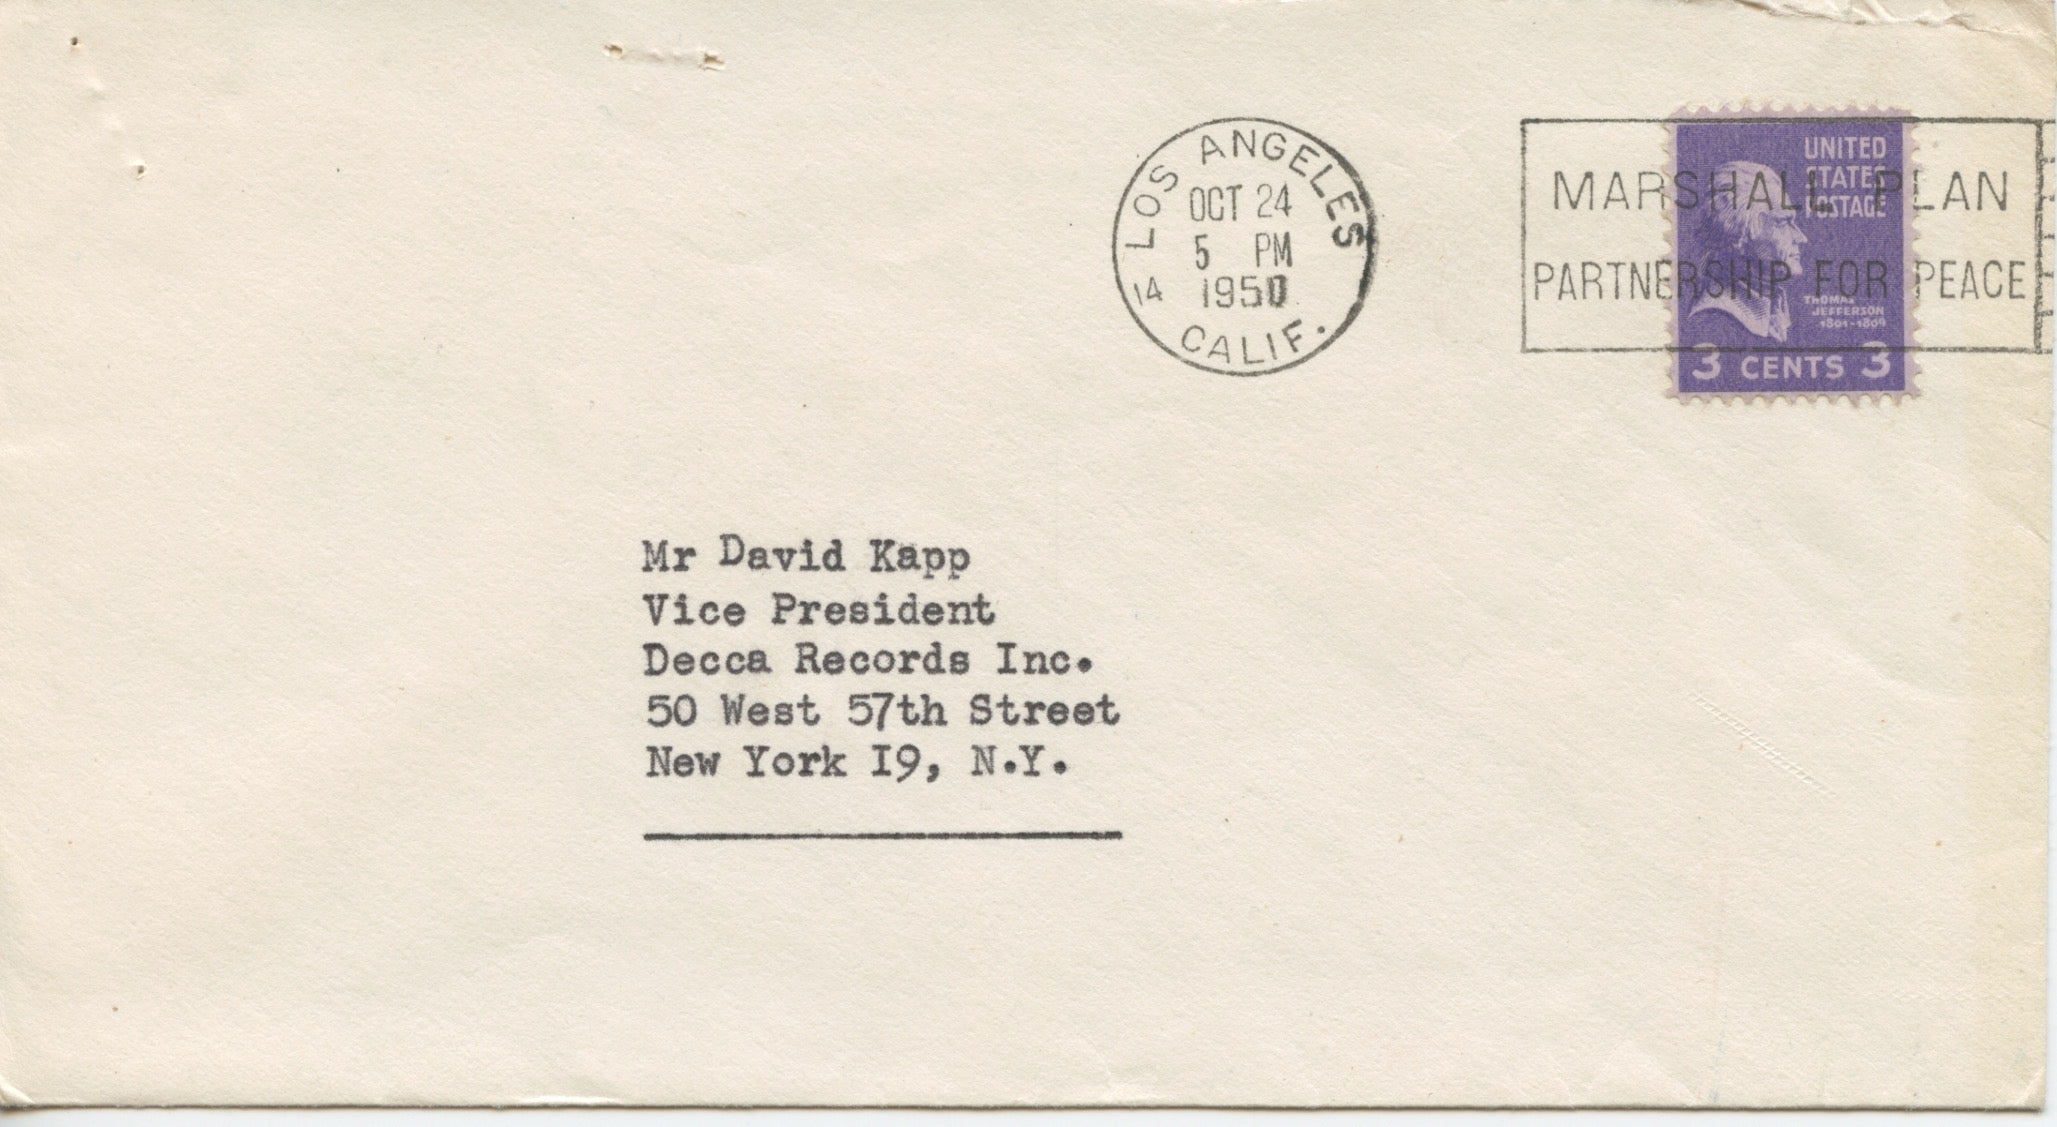 LOS ANGELES
OCT 24
5 PM
1950
14
CALIF.
MARSHALL PLAN
PARTNERSHIP FOR PEACE
UNITED
STATES
POSTAGE
THOMAS
JEFFERSON
1801-1809
3 CENTS 3
Mr David Kapp
Vice President
Decca Records Inc.
50 West 57th Street
New York I9, N.Y.